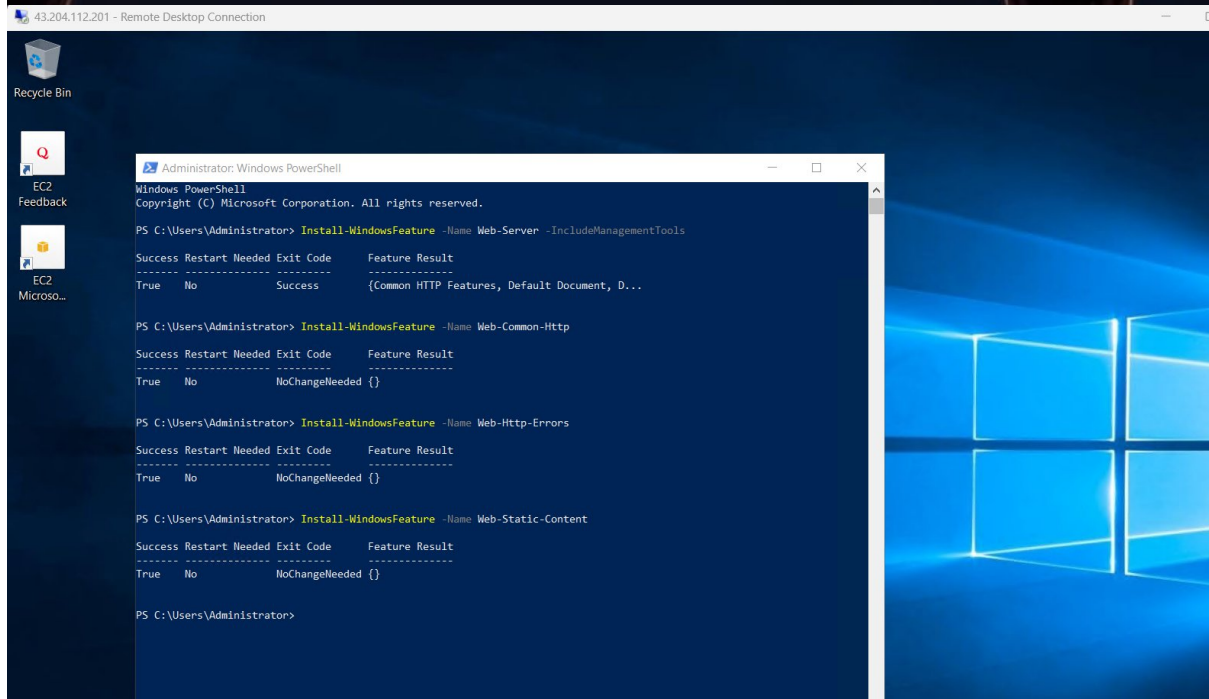 43.204.112.201 - Remote Desktop Connection
Recycle Bin
EC2
Feedback
EC2
Microso...
Administrator: Windows PowerShell
Windows PowerShell
Copyright (C) Microsoft Corporation. All rights reserved.
PS C:\Users\Administrator> Install-WindowsFeature -Name Web-Server -IncludeManagementTools
Success Restart Needed Exit Code      Feature Result
------- -------------- ---------      --------------
True    No             Success        {Common HTTP Features, Default Document, D...
PS C:\Users\Administrator> Install-WindowsFeature -Name Web-Common-Http
Success Restart Needed Exit Code      Feature Result
------- -------------- ---------      --------------
True    No             NoChangeNeeded {}
PS C:\Users\Administrator> Install-WindowsFeature -Name Web-Http-Errors
Success Restart Needed Exit Code      Feature Result
------- -------------- ---------      --------------
True    No             NoChangeNeeded {}
PS C:\Users\Administrator> Install-WindowsFeature -Name Web-Static-Content
Success Restart Needed Exit Code      Feature Result
------- -------------- ---------      --------------
True    No             NoChangeNeeded {}
PS C:\Users\Administrator>